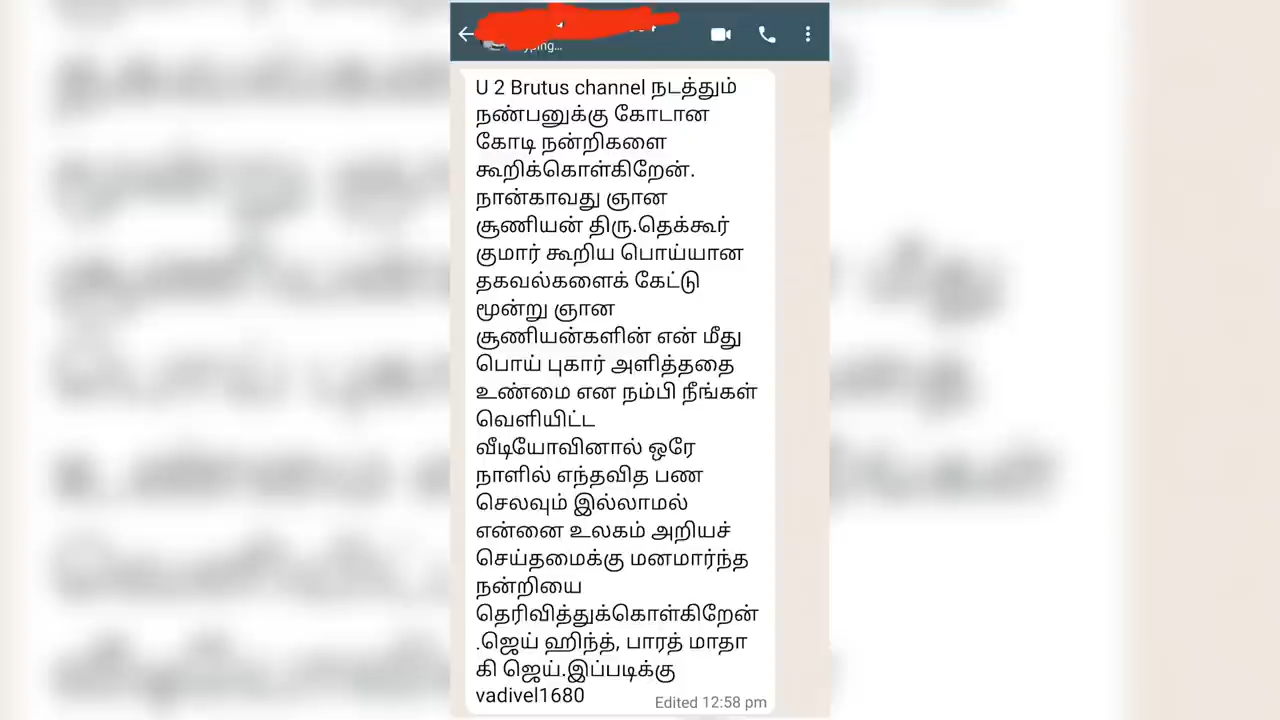 U 2 Brutus channel நடத்தும்
நண்பனுக்கு கோடான
கோடி நன்றிகளை
கூறிக்கொள்கிறேன்.
நான்காவது ஞான
சூணியன் திரு.தெக்கூர்
குமார் கூறிய பொய்யான
தகவல்களைக் கேட்டு
மூன்று ஞான
சூணியன்களின் என் மீது
பொய் புகார் அளித்ததை
உண்மை என நம்பி நீங்கள்
வெளியிட்ட
வீடியோவினால் ஒரே
நாளில் எந்தவித பண
செலவும் இல்லாமல்
என்னை உலகம் அறியச்
செய்தமைக்கு மனமார்ந்த
நன்றியை
தெரிவித்துக்கொள்கிறேன்
.ஜெய் ஹிந்த், பாரத் மாதா
கி ஜெய்.இப்படிக்கு
vadivel1680
Edited 12:58 pm